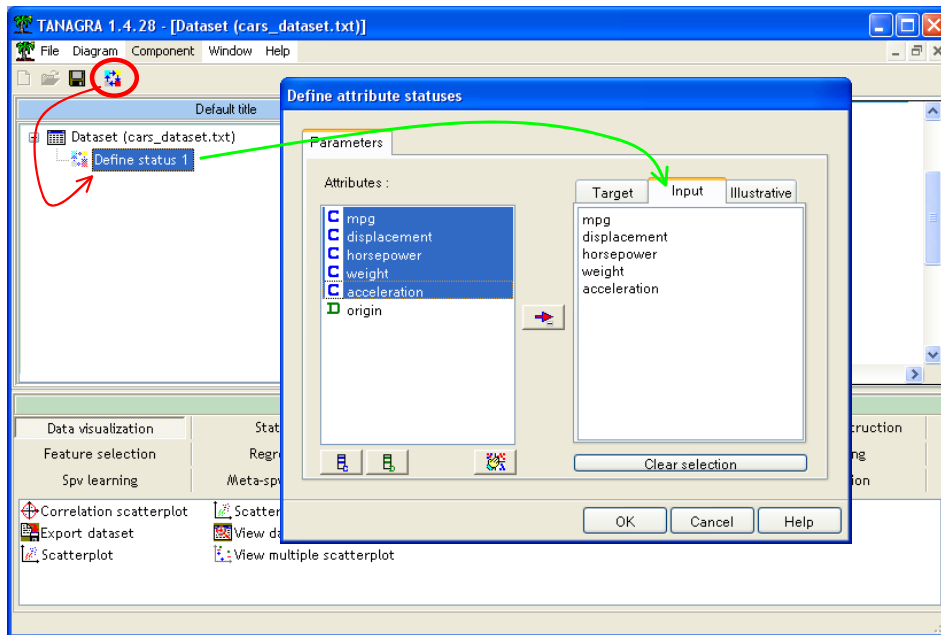 TANAGRA 1.4.28 - [Dataset (cars_dataset.txt)]
File Diagram Component Window Help
Default title
Dataset (cars_dataset.txt)
Define status 1
Define attribute statuses
Parameters
Attributes :
C mpg
C displacement
C horsepower
C weight
C acceleration
D origin
Target Input Illustrative
mpg
displacement
horsepower
weight
acceleration
Clear selection
OK Cancel Help
Data visualization
Feature selection
Spv learning
Correlation scatterplot
Export dataset
Scatterplot
View multiple scatterplot